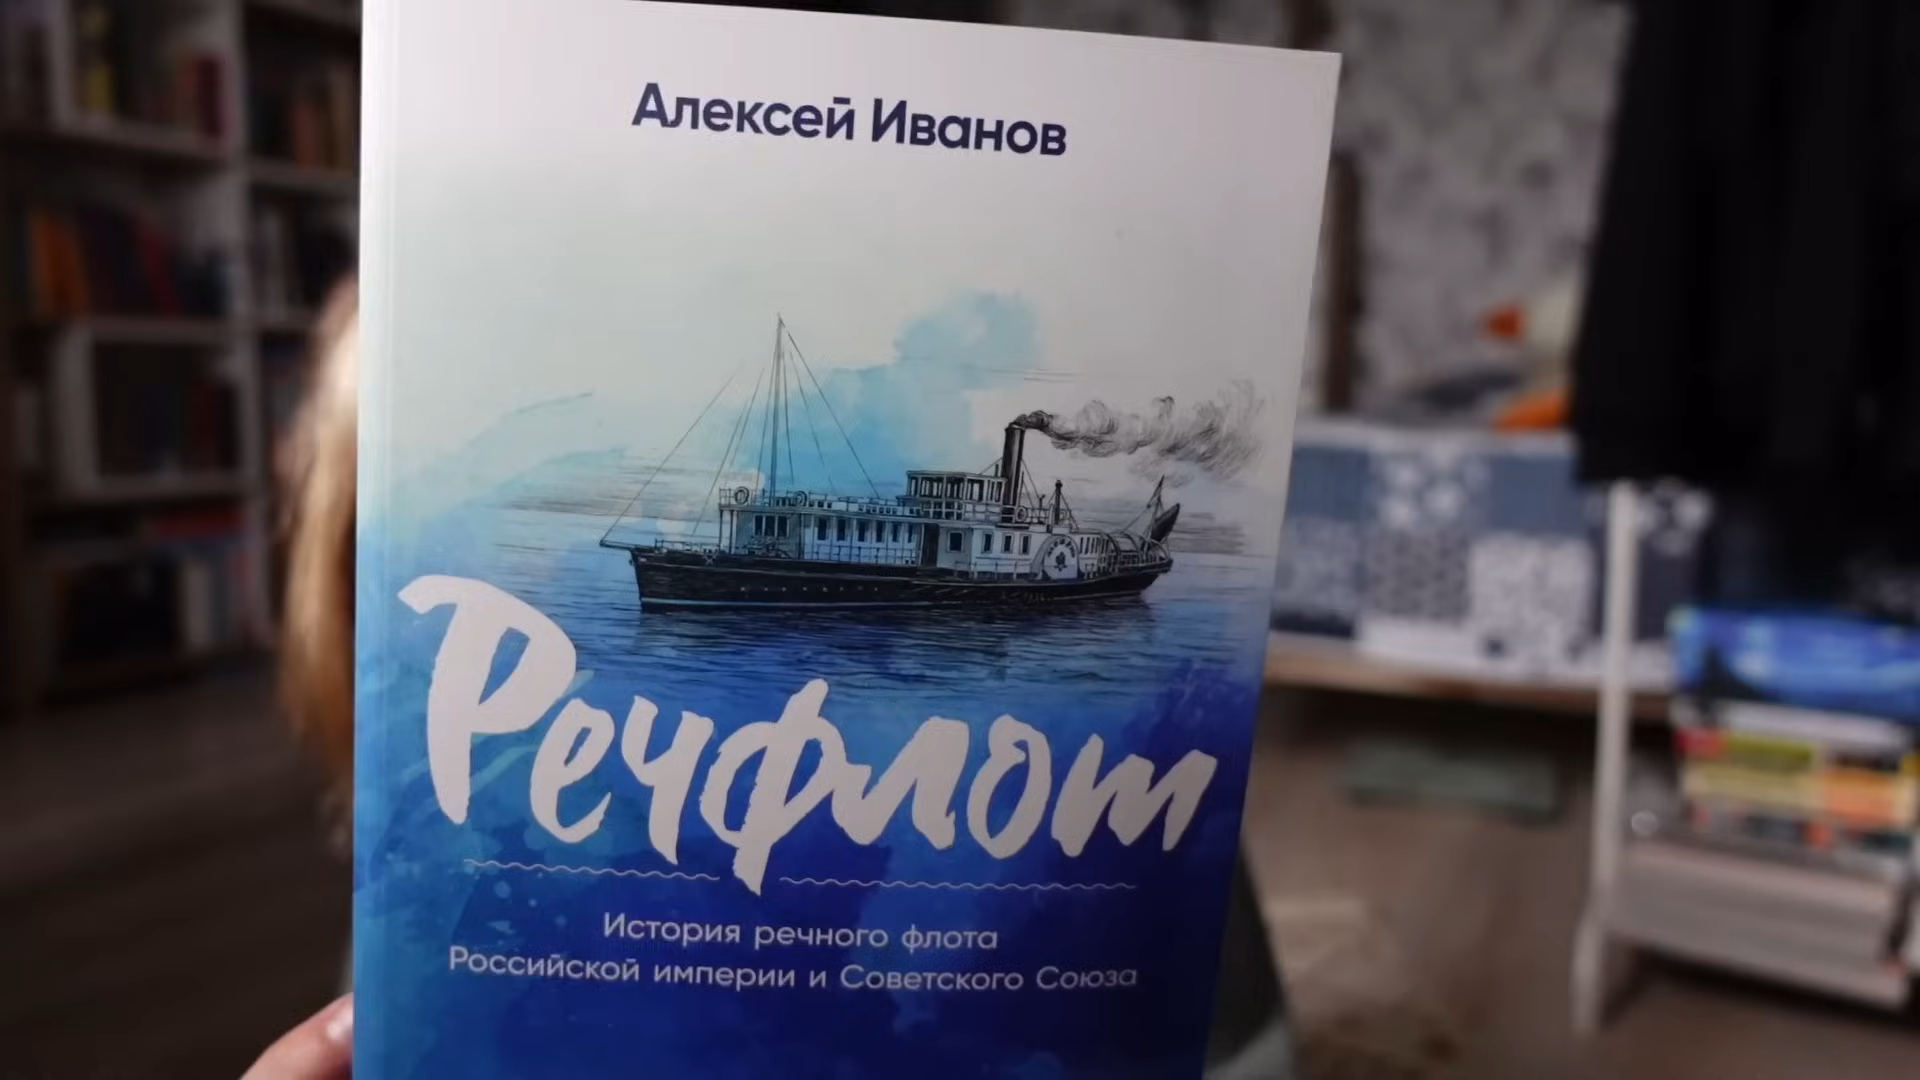 Алексей Иванов
Речфлот
История речного флота
Российской империи и Советского Союза